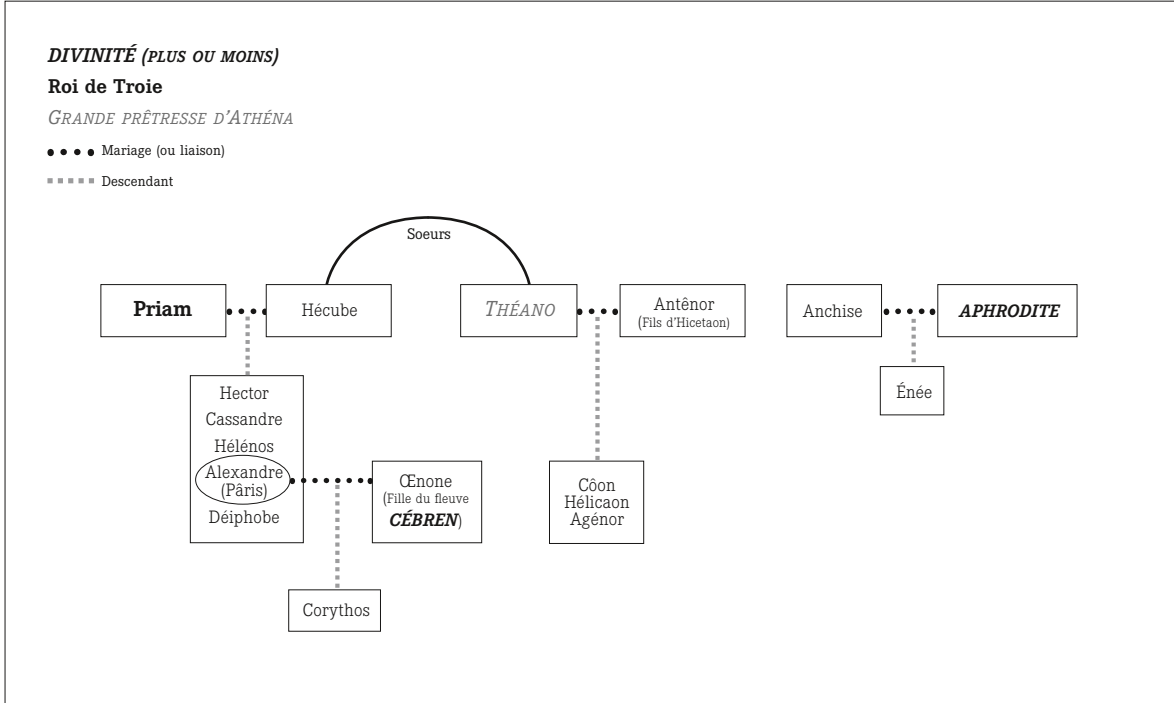 DIVINITÉ (PLUS OU MOINS)
Roi de Troie
GRANDE PRÊTRESSE D'ATHÉNA
Mariage (ou liaison)
Descendant
Soeurs
Priam
Hécube
THÉANO
Antênor
(Fils d'Hicetaon)
Anchise
APHRODITE
Hector
Cassandre
Hélénos
Alexandre
(Pâris)
Déiphobe
Œnone
(Fille du fleuve
CÉBREN)
Côon
Hélicaon
Agénor
Énée
Corythos